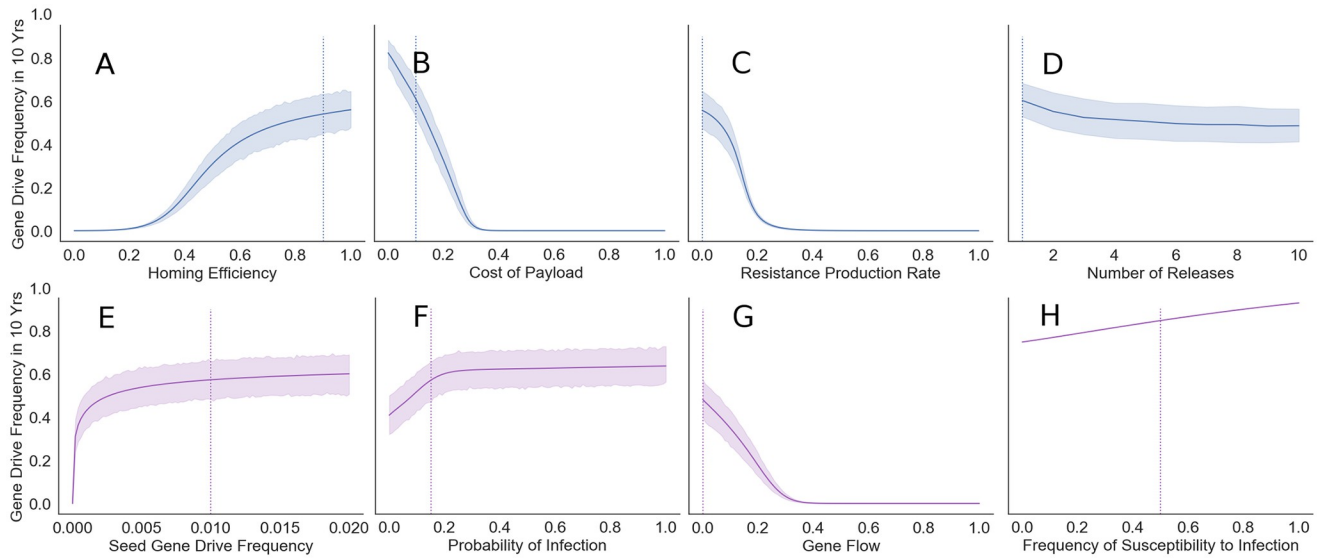 Gene Drive Frequency in 10 Yrs
1.0
0.8
0.6
0.4
0.2
0.0
A
B
C
D
0.0 0.2 0.4 0.6 0.8 1.0
Homing Efficiency
0.0 0.2 0.4 0.6 0.8 1.0
Cost of Payload
0.0 0.2 0.4 0.6 0.8 1.0
Resistance Production Rate
2 4 6 8 10
Number of Releases
Gene Drive Frequency in 10 Yrs
1.0
0.8
0.6
0.4
0.2
0.0
E
F
G
H
0.000 0.005 0.010 0.015 0.020
Seed Gene Drive Frequency
0.0 0.2 0.4 0.6 0.8 1.0
Probability of Infection
0.0 0.2 0.4 0.6 0.8 1.0
Gene Flow
0.0 0.2 0.4 0.6 0.8 1.0
Frequency of Susceptibility to Infection